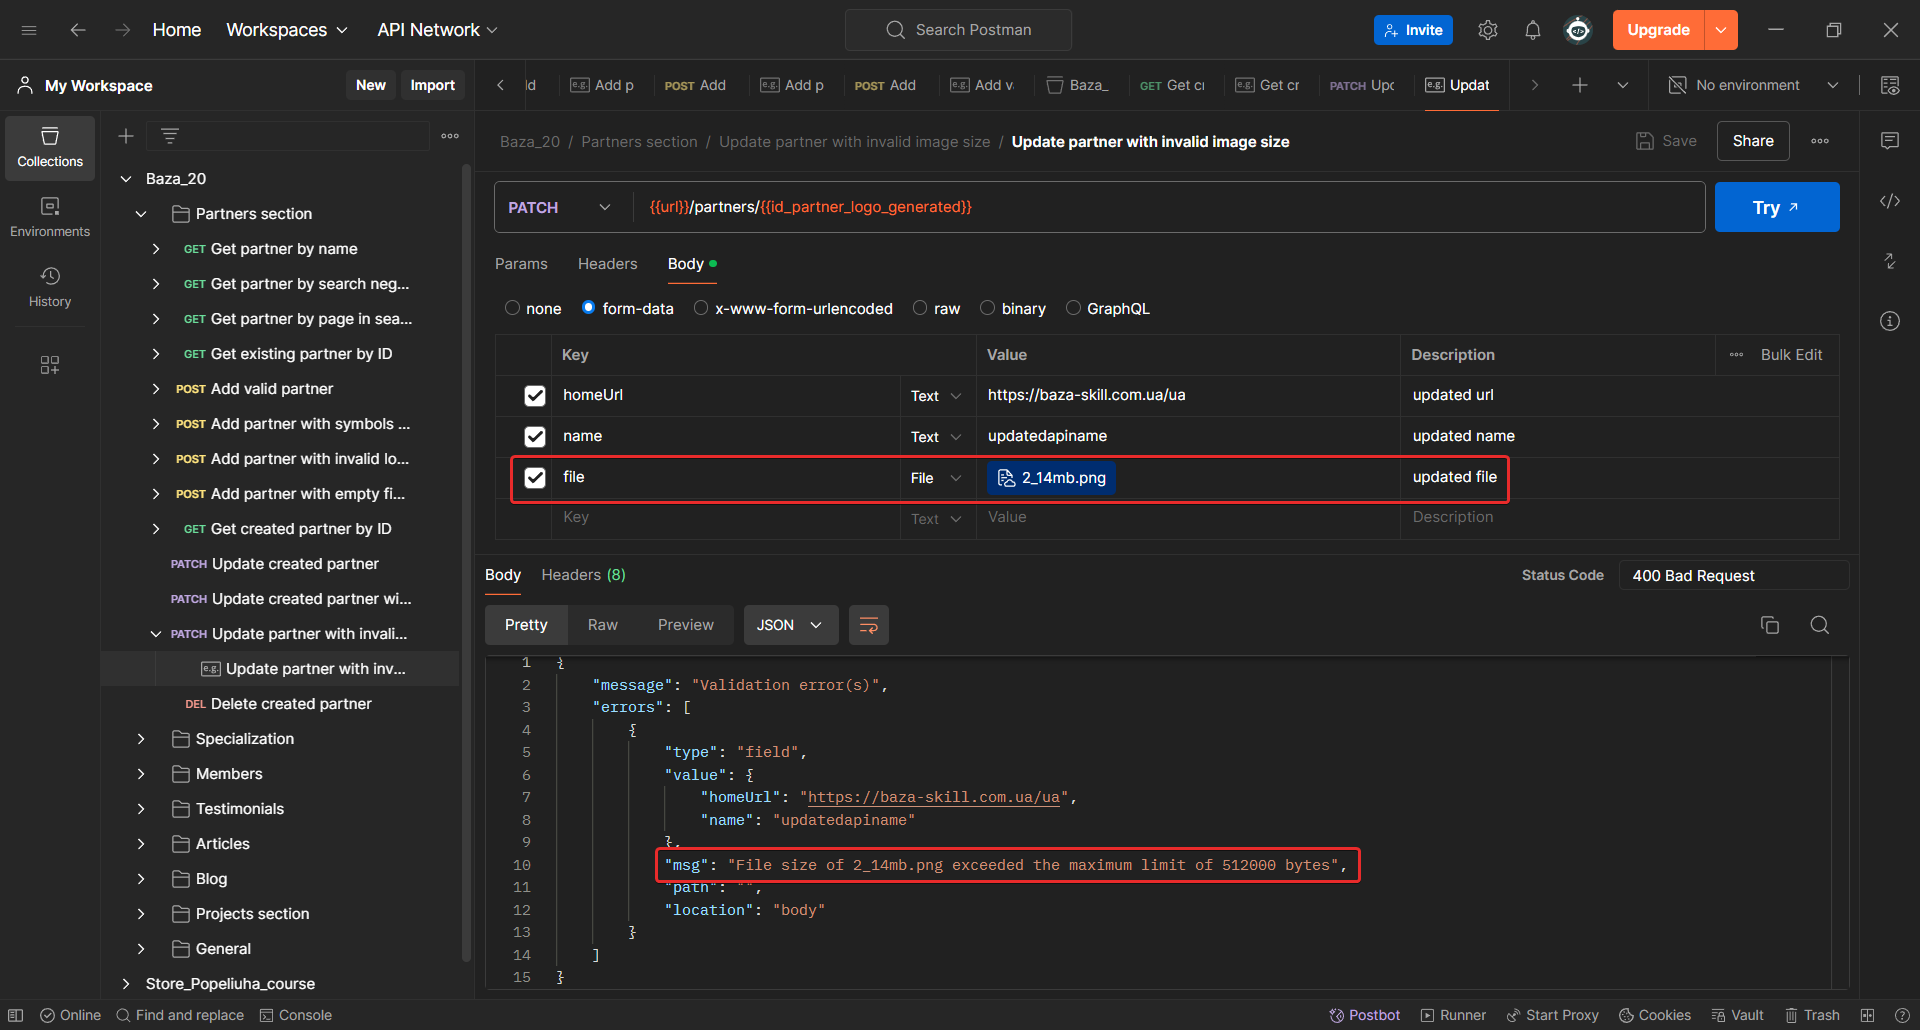 Home Workspaces API Network Search Postman Invite Upgrade
My Workspace New Import
ld e.g. Add p POST Add e.g. Add p POST Add e.g. Add v Baza_ GET Get cr e.g. Get cr PATCH Upd e.g. Updat No environment
Collections
Environments
History
Baza_20
Partners section
GET Get partner by name
GET Get partner by search neg...
GET Get partner by page in sea...
GET Get existing partner by ID
POST Add valid partner
POST Add partner with symbols ...
POST Add partner with invalid lo...
POST Add partner with empty fi...
GET Get created partner by ID
PATCH Update created partner
PATCH Update created partner wi...
PATCH Update partner with invali...
e.g. Update partner with inv...
DEL Delete created partner
Specialization
Members
Testimonials
Articles
Blog
Projects section
General
Store_Popeliuha_course
Baza_20 / Partners section / Update partner with invalid image size / Update partner with invalid image size Save Share
PATCH {{url}}/partners/{{id_partner_logo_generated}} Try
Params Headers Body
none form-data x-www-form-urlencoded raw binary GraphQL
Key Value Description Bulk Edit
homeUrl Text https://baza-skill.com.ua/ua updated url
name Text updatedapiname updated name
file File 2_14mb.png updated file
Key Text Value Description
Body Headers (8) Status Code 400 Bad Request
Pretty Raw Preview JSON
1 {
2 "message": "Validation error(s)",
3 "errors": [
4 {
5 "type": "field",
6 "value": {
7 "homeUrl": "https://baza-skill.com.ua/ua",
8 "name": "updatedapiname"
9 },
10 "msg": "File size of 2_14mb.png exceeded the maximum limit of 512000 bytes",
11 "path": "",
12 "location": "body"
13 }
14 ]
15 }
Online Find and replace Console Postbot Runner Start Proxy Cookies Vault Trash